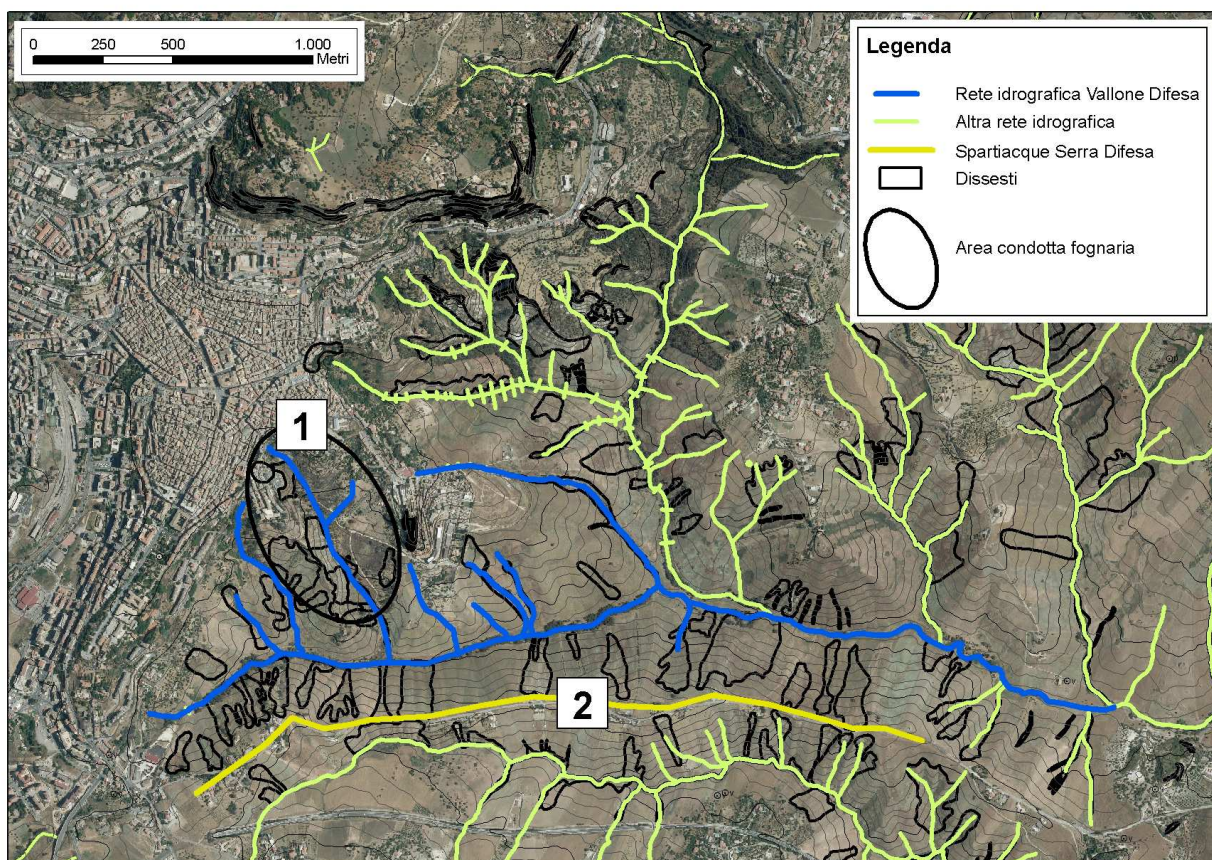 0 250 500 1.000
Metri
Legenda
Rete idrografica Vallone Difesa
Altra rete idrografica
Spartiacque Serra Difesa
Dissesti
Area condotta fognaria
1
2